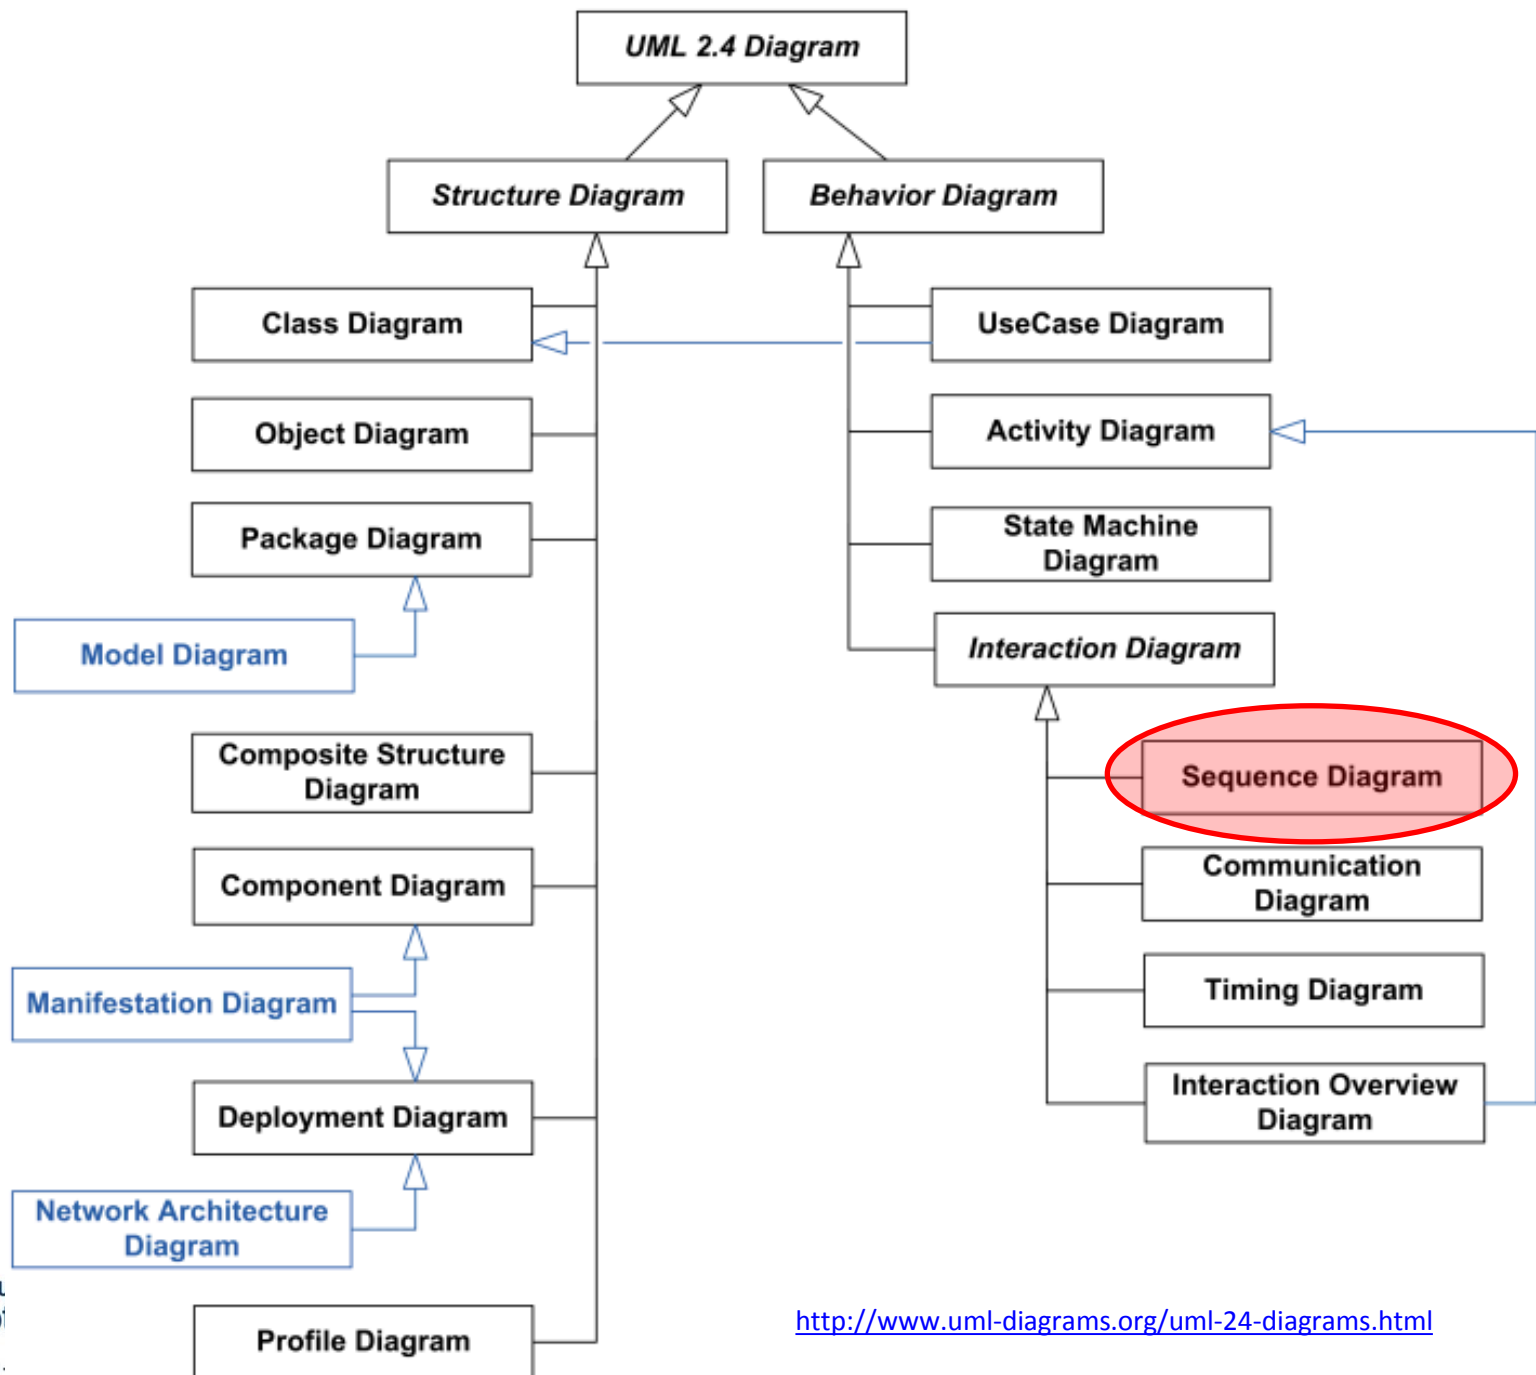 UML 2.4 Diagram
Structure Diagram
Behavior Diagram
Class Diagram
UseCase Diagram
Object Diagram
Activity Diagram
Package Diagram
State Machine
Diagram
Model Diagram
Interaction Diagram
Composite Structure
Diagram
Sequence Diagram
Component Diagram
Communication
Diagram
Manifestation Diagram
Timing Diagram
Deployment Diagram
Interaction Overview
Diagram
Network Architecture
Diagram
Profile Diagram
http://www.uml-diagrams.org/uml-24-diagrams.html